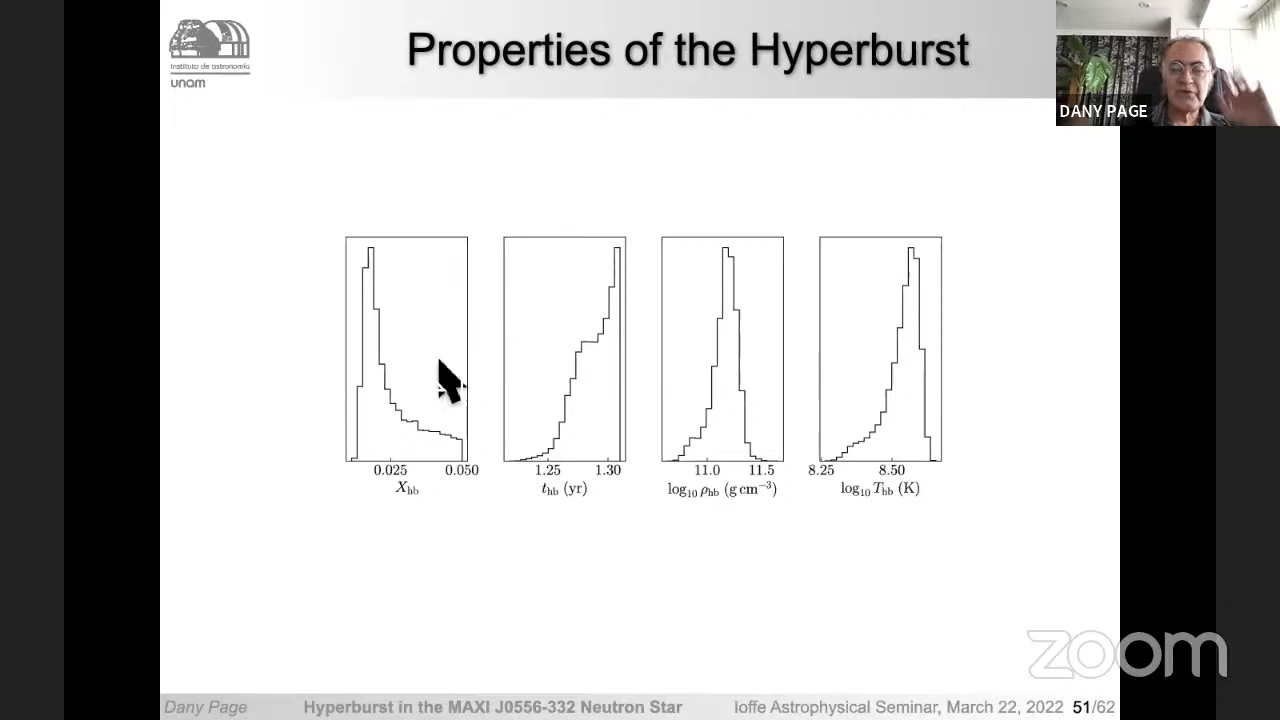 Properties of the Hyperburst
Instituto de astronomía
unam
DANY PAGE
0.025 0.050
X_hb
1.25 1.30
t_hb (yr)
11.0 11.5
log₁₀ ρ_hb (g cm⁻³)
8.25 8.50
log₁₀ T_hb (K)
zoom
Dany Page Hyperburst in the MAXI J0556-332 Neutron Star Ioffe Astrophysical Seminar, March 22, 2022 51/62